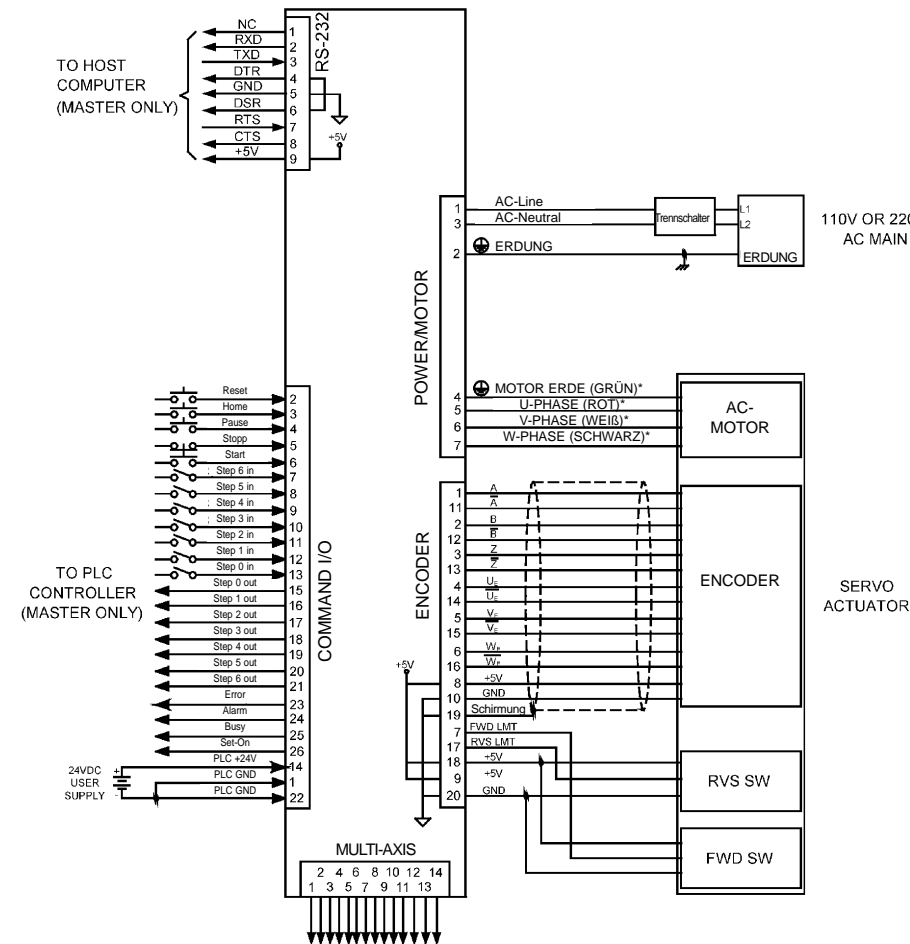 TO HOST
COMPUTER
(MASTER ONLY)
NC
RXD
TXD
DTR
GND
DSR
RTS
CTS
+5V
1
2
3
4
5
6
7
8
9
RS-232
+5V
POWER/MOTOR
1
3
2
4
5
6
7
AC-Line
AC-Neutral
ERDUNG
Trennschalter
L1
L2
ERDUNG
110V OR 220
AC MAIN
MOTOR ERDE (GRÜN)*
U-PHASE (ROT)*
V-PHASE (WEIß)*
W-PHASE (SCHWARZ)*
AC-
MOTOR
TO PLC
CONTROLLER
(MASTER ONLY)
Reset
Home
Pause
Stopp
Start
Step 6 in
Step 5 in
Step 4 in
Step 3 in
Step 2 in
Step 1 in
Step 0 in
Step 0 out
Step 1 out
Step 2 out
Step 3 out
Step 4 out
Step 5 out
Step 6 out
Error
Alarm
Busy
Set-On
PLC +24V
PLC GND
PLC GND
24VDC
USER
SUPPLY
+
-
2
3
4
5
6
7
8
9
10
11
12
13
15
16
17
18
19
20
21
23
24
25
26
14
1
22
COMMAND I/O
ENCODER
+5V
1
11
2
12
3
13
4
14
5
15
6
16
8
10
19
7
17
18
9
20
A
A̅
B
B̅
Z
Z̅
U_E
U̅_E
V_E
V̅_E
W_E
W̅_E
+5V
GND
Schirmung
FWD LMT
RVS LMT
+5V
+5V
GND
ENCODER
SERVO
ACTUATOR
RVS SW
FWD SW
MULTI-AXIS
2 4 6 8 10 12 14
1 3 5 7 9 11 13